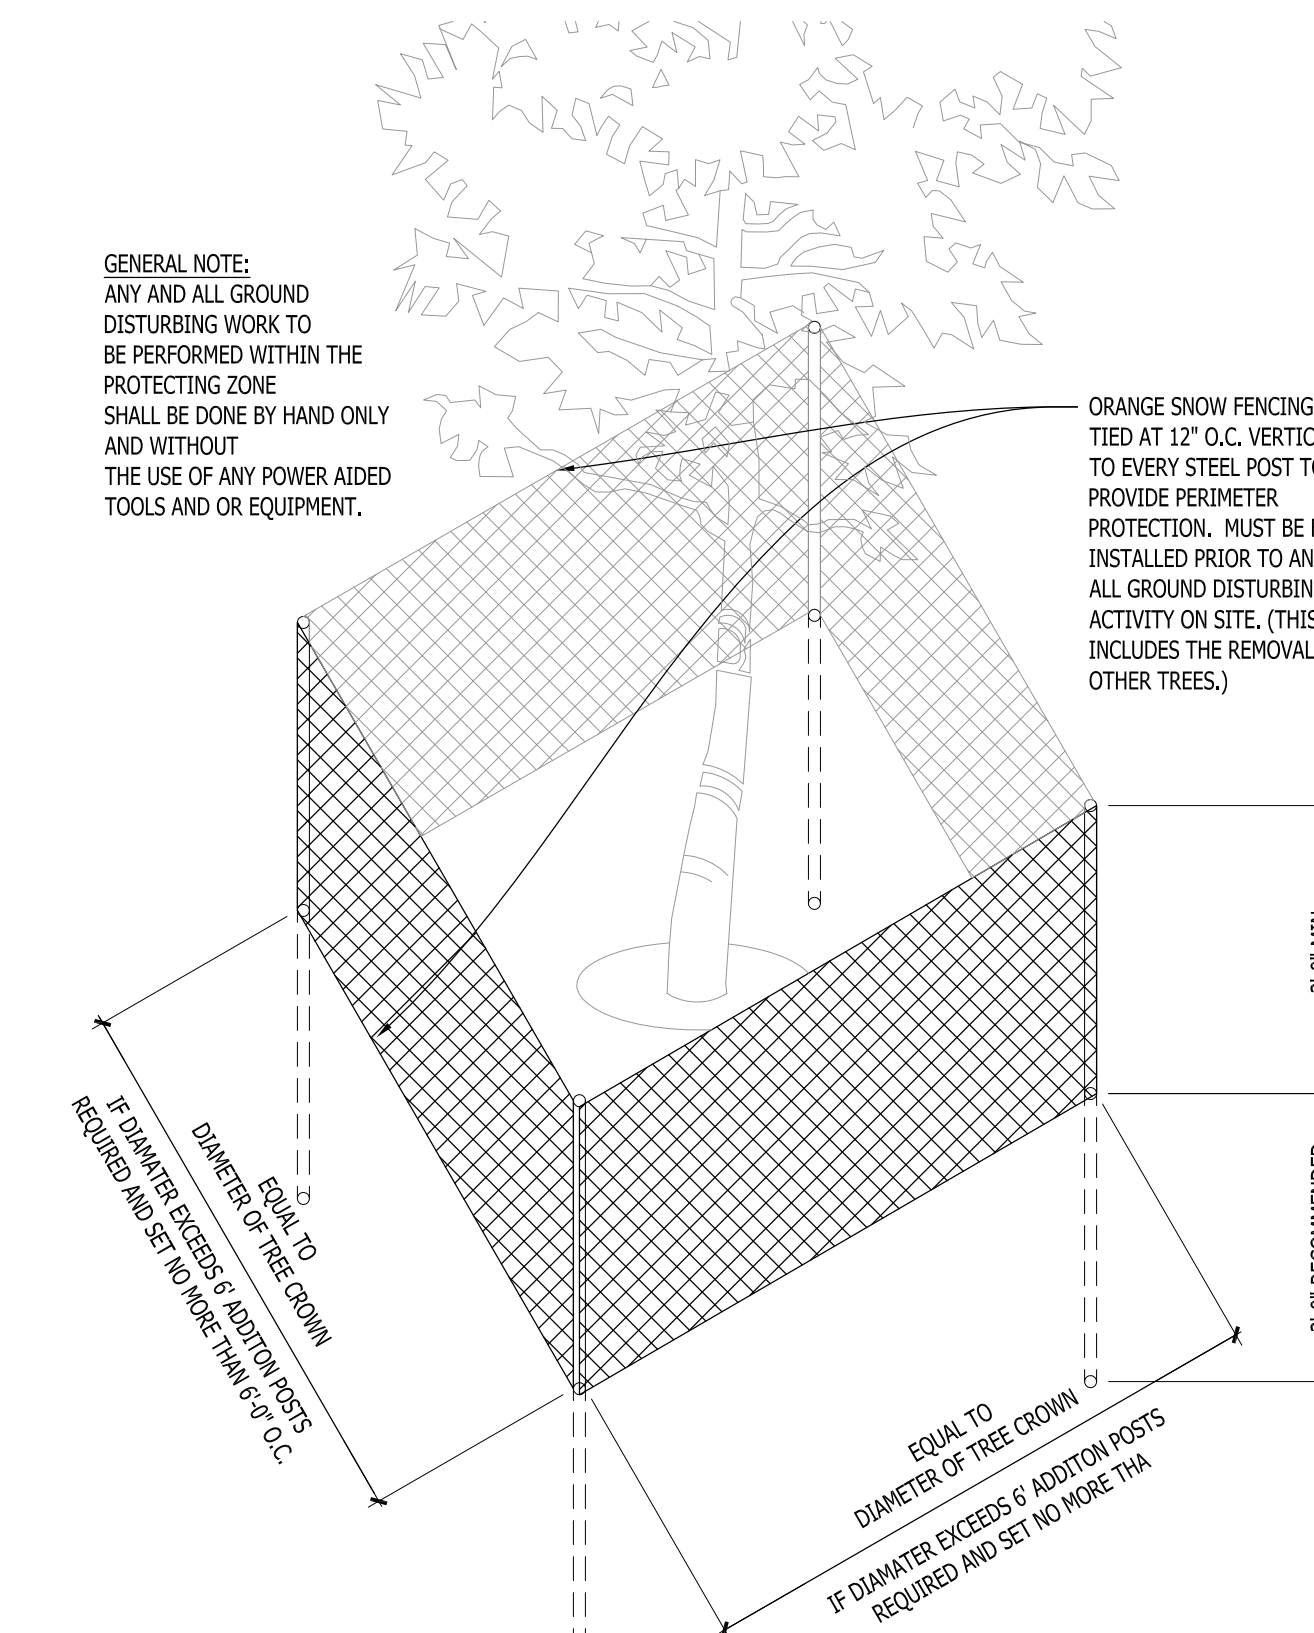 GENERAL NOTE:
ANY AND ALL GROUND
DISTURBING WORK TO
BE PERFORMED WITHIN THE
PROTECTING ZONE
SHALL BE DONE BY HAND ONLY
AND WITHOUT
THE USE OF ANY POWER AIDED
TOOLS AND OR EQUIPMENT.
ORANGE SNOW FENCING
TIED AT 12" O.C. VERTIC
TO EVERY STEEL POST TO
PROVIDE PERIMETER
PROTECTION. MUST BE
INSTALLED PRIOR TO AN
ALL GROUND DISTURBIN
ACTIVITY ON SITE. (THIS
INCLUDES THE REMOVAL
OTHER TREES.)
EQUAL TO
DIAMETER OF TREE CROWN
IF DIAMATER EXCEEDS 6' ADDITON POSTS
REQUIRED AND SET NO MORE THAN 6'-0" O.C.
EQUAL TO
DIAMETER OF TREE CROWN
IF DIAMATER EXCEEDS 6' ADDITON POSTS
REQUIRED AND SET NO MORE THA